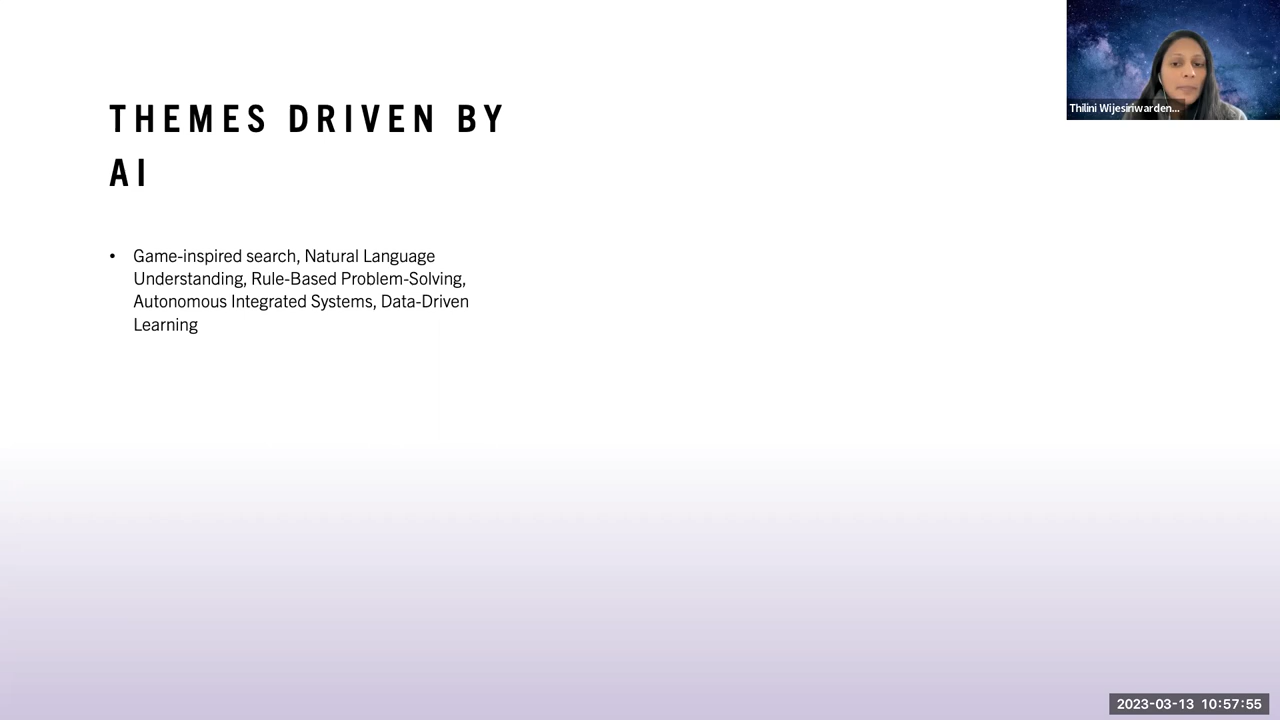 THEMES DRIVEN BY
AI
• Game-inspired search, Natural Language
Understanding, Rule-Based Problem-Solving,
Autonomous Integrated Systems, Data-Driven
Learning
Thilini Wijesiriwarden...
2023-03-13 10:57:55